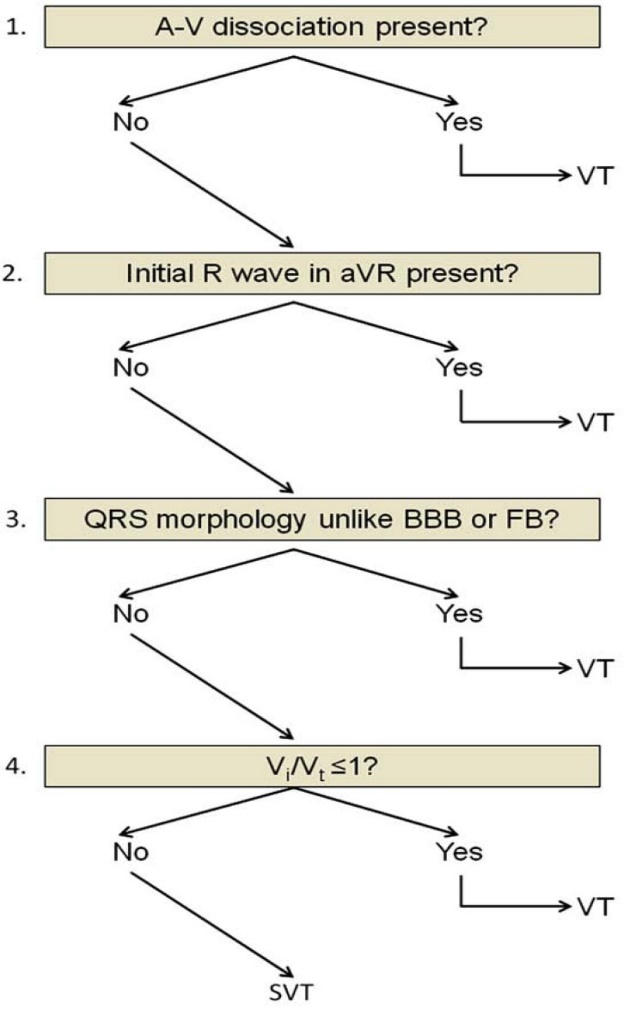 1. A-V dissociation present?
No Yes
VT
2. Initial R wave in aVR present?
No Yes
VT
3. QRS morphology unlike BBB or FB?
No Yes
VT
4. Vi/Vt ≤1?
No Yes
VT
SVT